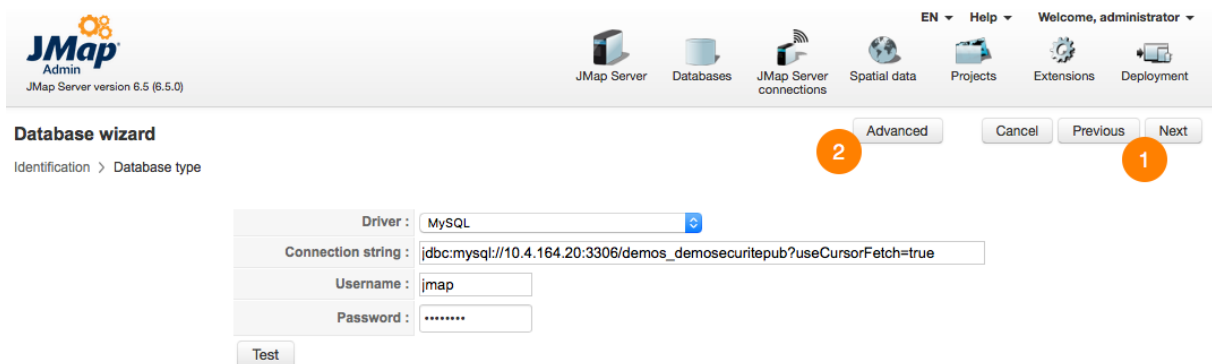 EN Help Welcome, administrator
JMap
Admin
JMap Server version 6.5 (6.5.0)
JMap Server
Databases
JMap Server connections
Spatial data
Projects
Extensions
Deployment
Database wizard
Advanced
Cancel
Previous
Next
2
1
Identification > Database type
Driver : MySQL
Connection string : jdbc:mysql://10.4.164.20:3306/demos_demosecuritepub?useCursorFetch=true
Username : jmap
Password : ••••••••
Test